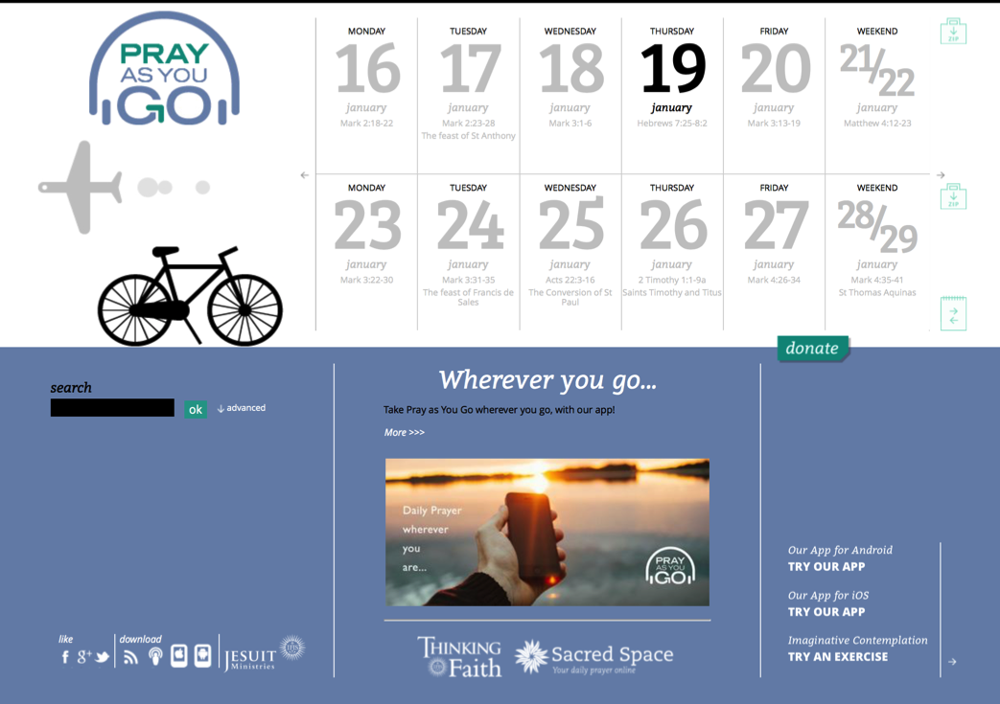 PRAY
AS YOU
GO
MONDAY
16
january
Mark 2:18-22
TUESDAY
17
january
Mark 2:23-28
The feast of St Anthony
WEDNESDAY
18
january
Mark 3:1-6
THURSDAY
19
january
Hebrews 7:25-8:2
FRIDAY
20
january
Mark 3:13-19
WEEKEND
21/22
january
Matthew 4:12-23
ZIP
MONDAY
23
january
Mark 3:22-30
TUESDAY
24
january
Mark 3:31-35
The feast of Francis de
Sales
WEDNESDAY
25
january
Acts 22:3-16
The Conversion of St
Paul
THURSDAY
26
january
2 Timothy 1:1-9a
Saints Timothy and Titus
FRIDAY
27
january
Mark 4:26-34
WEEKEND
28/29
january
Mark 4:35-41
St Thomas Aquinas
ZIP
donate
search
ok
advanced
Wherever you go...
Take Pray as You Go wherever you go, with our app!
More >>>
Daily Prayer
wherever
you
are...
PRAY
AS YOU
GO
Our App for Android
TRY OUR APP
Our App for iOS
TRY OUR APP
Imaginative Contemplation
TRY AN EXERCISE
like
f g+
download
JESUIT
Ministries
THINKING
Faith
Sacred Space
Your daily prayer online